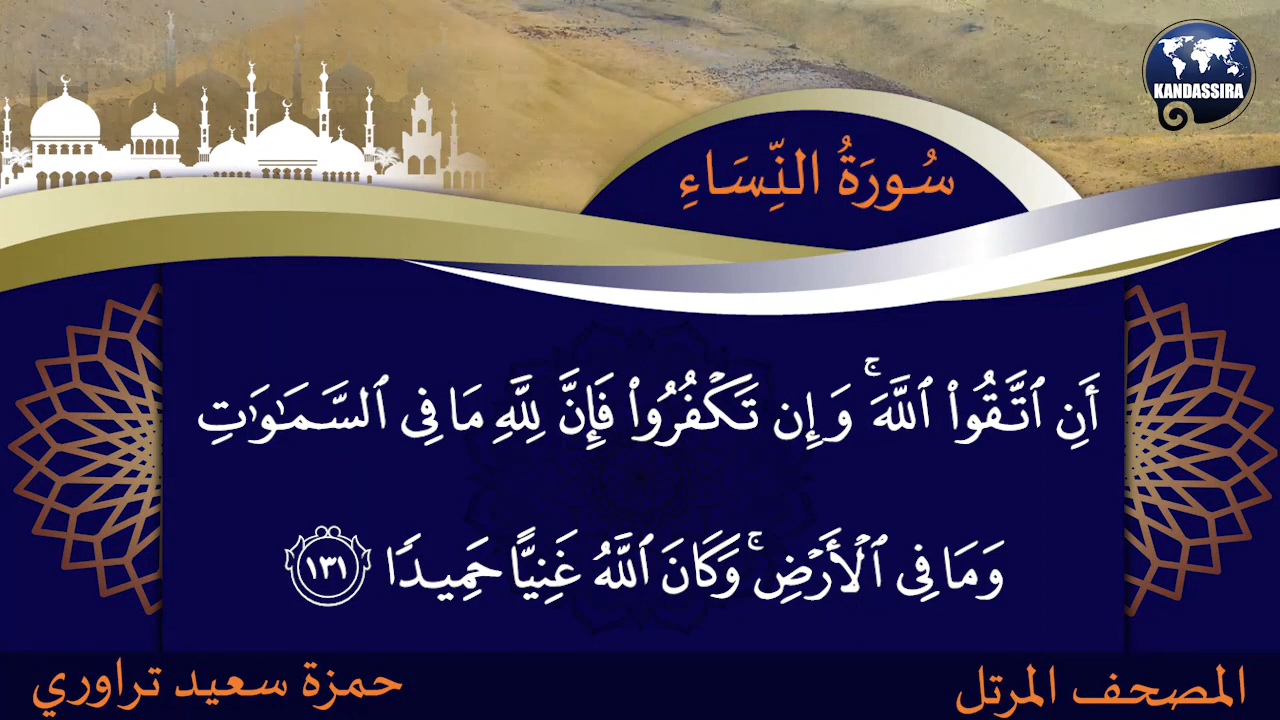 KANDASSIRA
سُورَةُ النِّسَاءِ
أَنِ ٱتَّقُوا۟ ٱللَّهَ ۚ وَإِن تَكْفُرُوا۟ فَإِنَّ لِلَّهِ مَا فِى ٱلسَّمَـٰوَٰتِ
وَمَا فِى ٱلْأَرْضِ ۚ وَكَانَ ٱللَّهُ غَنِيًّا حَمِيدًا ١٣١
المصحف المرتل
حمزة سعيد تراوري